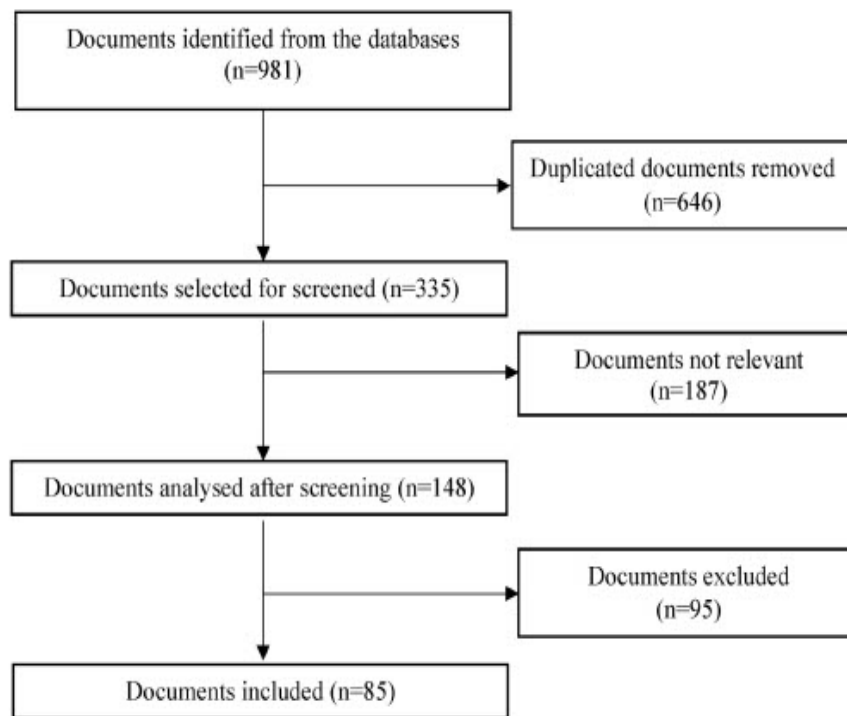 Documents identified from the databases
(n=981)
Duplicated documents removed
(n=646)
Documents selected for screened (n=335)
Documents not relevant
(n=187)
Documents analysed after screening (n=148)
Documents excluded
(n=95)
Documents included (n=85)